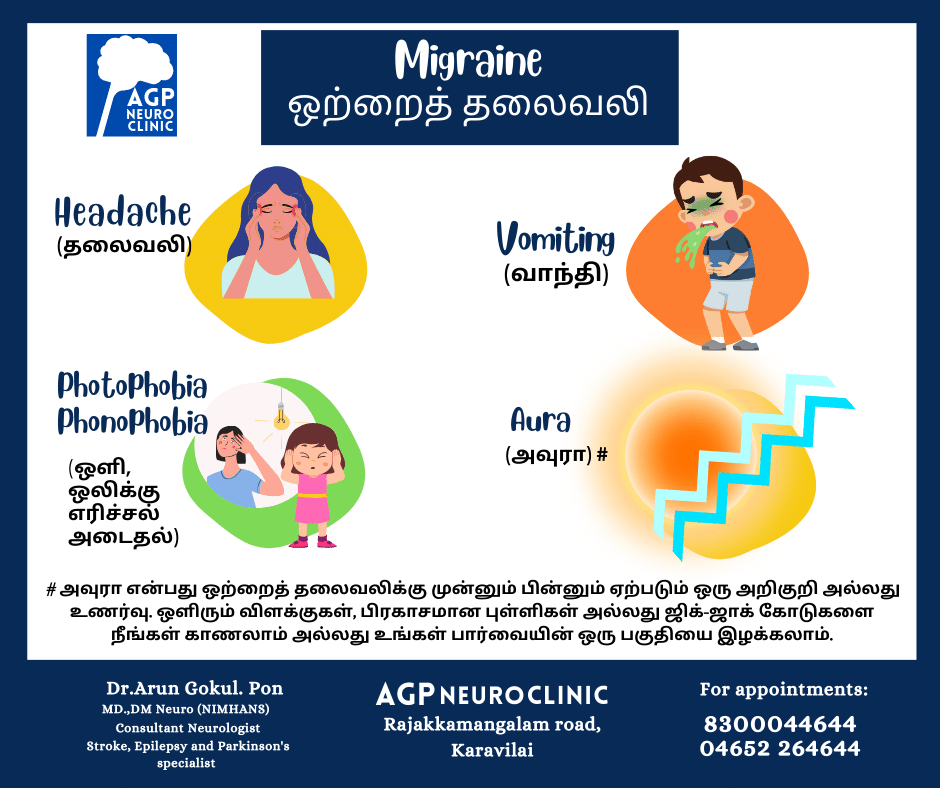 AGP
NEURO
CLINIC
Migraine
ஒற்றைத் தலைவலி
Headache
(தலைவலி)
Vomiting
(வாந்தி)
Photophobia
Phonophobia
(ஒளி,
ஒலிக்கு
எரிச்சல்
அடைதல்)
Aura
(அவுரா) #
# அவுரா என்பது ஒற்றைத் தலைவலிக்கு முன்னும் பின்னும் ஏற்படும் ஒரு அறிகுறி அல்லது
உணர்வு. ஒளிரும் விளக்குகள், பிரகாசமான புள்ளிகள் அல்லது ஜிக்-ஜாக் கோடுகளை
நீங்கள் காணலாம் அல்லது உங்கள் பார்வையின் ஒரு பகுதியை இழக்கலாம்.
Dr.Arun Gokul. Pon
MD.,DM Neuro (NIMHANS)
Consultant Neurologist
Stroke, Epilepsy and Parkinson's
specialist
AGP NEURO CLINIC
Rajakkamangalam road,
Karavilai
For appointments:
8300044644
04652 264644